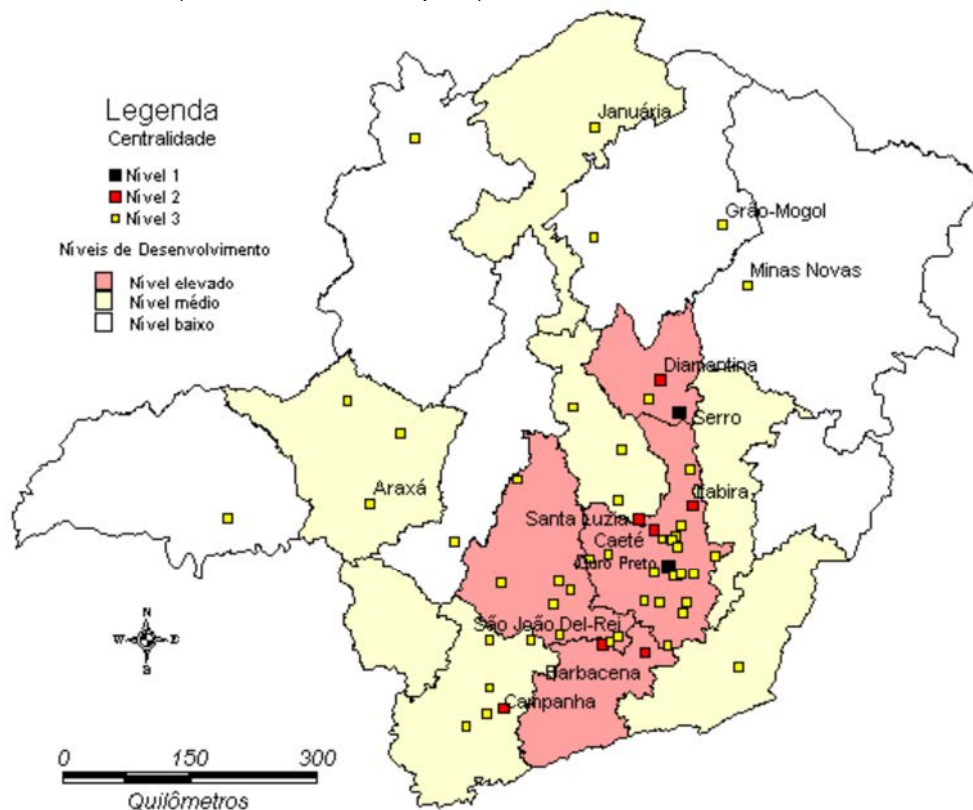 Legenda
Centralidade
Nível 1
Nível 2
Nível 3
Níveis de Desenvolvimento
Nível elevado
Nível médio
Nível baixo
Januária
Grão-Mogol
Minas Novas
Diamantina
Serro
Araxá
Itabira
Santa Luzia
Caeté
Ouro Preto
São João Del-Rei
Barbacena
Campanha
N
W E
S
0 150 300
Quilômetros